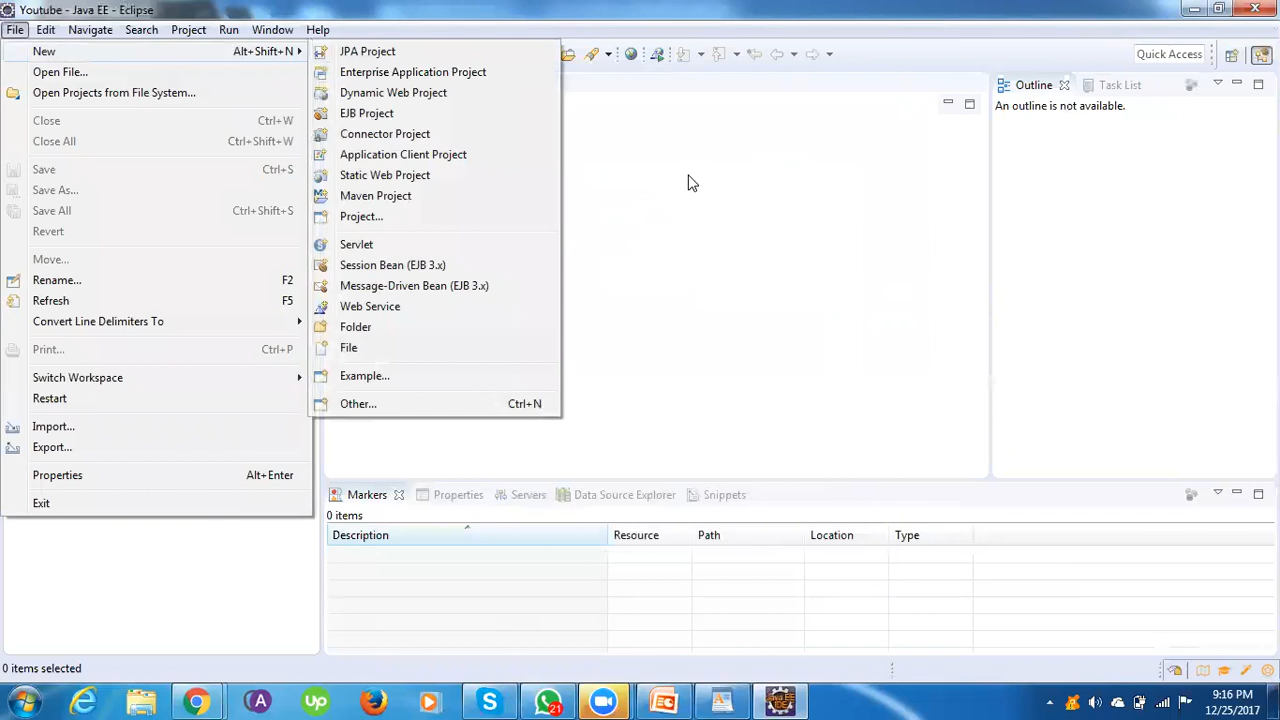 Youtube - Java EE - Eclipse
File Edit Navigate Search Project Run Window Help
New Alt+Shift+N
Open File...
Open Projects from File System...
Close Ctrl+W
Close All Ctrl+Shift+W
Save Ctrl+S
Save As...
Save All Ctrl+Shift+S
Revert
Move...
Rename... F2
Refresh F5
Convert Line Delimiters To
Print... Ctrl+P
Switch Workspace
Restart
Import...
Export...
Properties Alt+Enter
Exit
JPA Project
Enterprise Application Project
Dynamic Web Project
EJB Project
Connector Project
Application Client Project
Static Web Project
Maven Project
Project...
Servlet
Session Bean (EJB 3.x)
Message-Driven Bean (EJB 3.x)
Web Service
Folder
File
Example...
Other... Ctrl+N
Quick Access
Outline Task List
An outline is not available.
Markers Properties Servers Data Source Explorer Snippets
0 items
Description Resource Path Location Type
0 items selected
A Up S 21 Java EE IDE
9:16 PM
12/25/2017